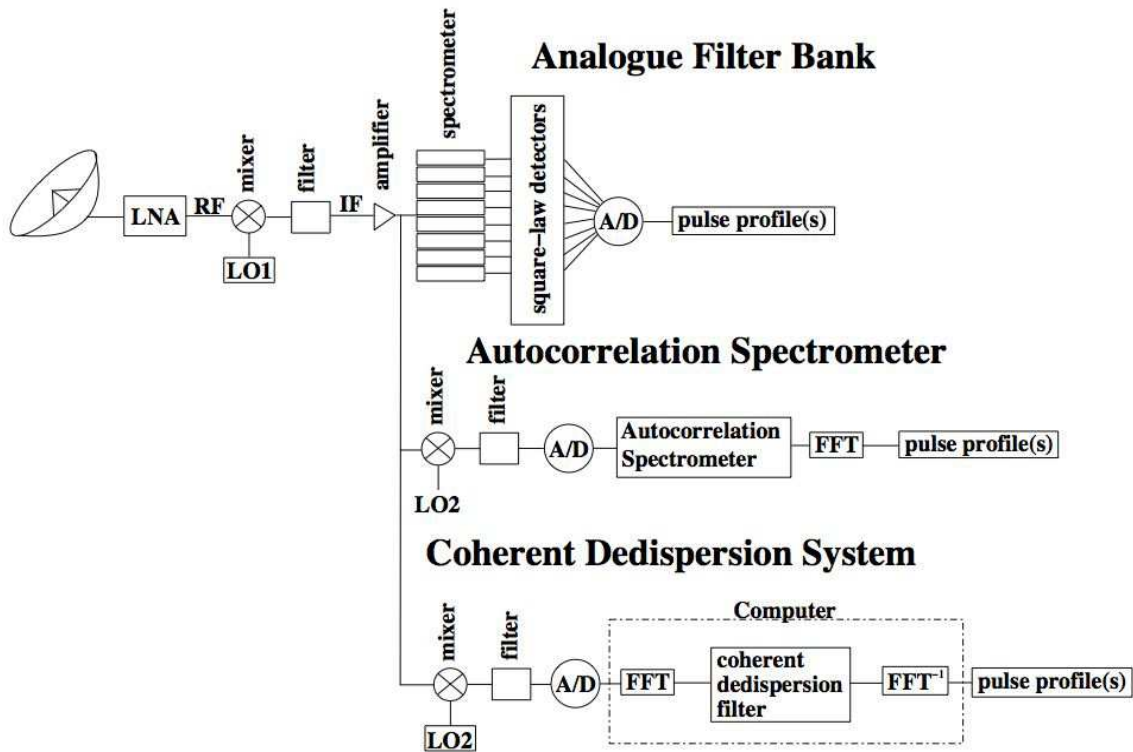 Analogue Filter Bank
spectrometer
amplifier
mixer
filter
LNA
RF
IF
LO1
square–law detectors
A/D
pulse profile(s)
Autocorrelation Spectrometer
mixer
filter
LO2
A/D
Autocorrelation
Spectrometer
FFT
pulse profile(s)
Coherent Dedispersion System
mixer
filter
LO2
A/D
Computer
FFT
coherent
dedispersion
filter
FFT⁻¹
pulse profile(s)